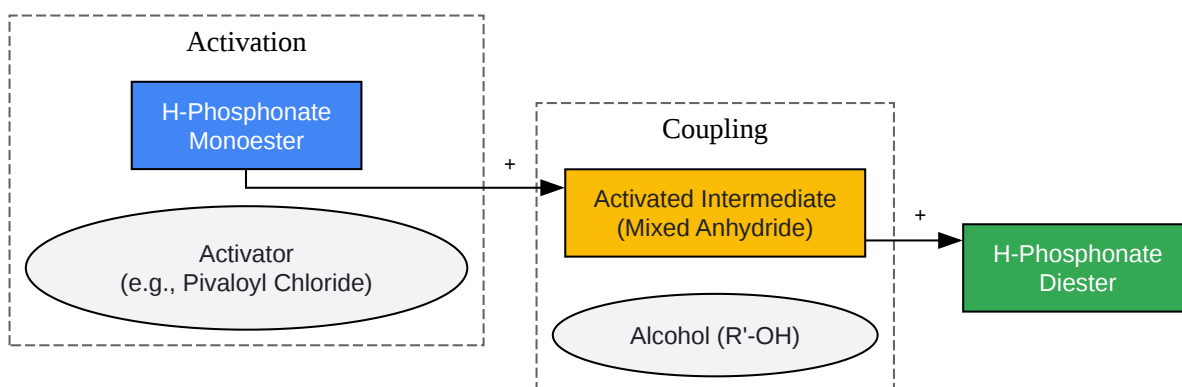 Activation
H-Phosphonate
Monoester
Activator
(e.g., Pivaloyl Chloride)
+
Coupling
Activated Intermediate
(Mixed Anhydride)
Alcohol (R'-OH)
+
H-Phosphonate
Diester